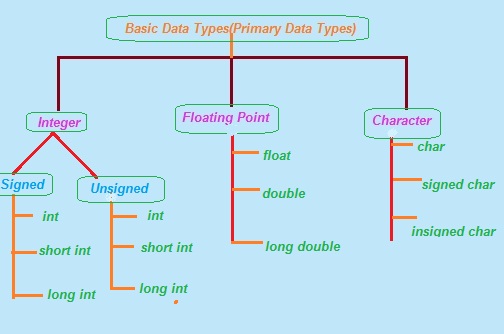 Basic Data Types(Primary Data Types)
Integer
Floating Point
Character
Signed
Unsigned
int
short int
long int
int
short int
long int
float
double
long double
char
signed char
insigned char